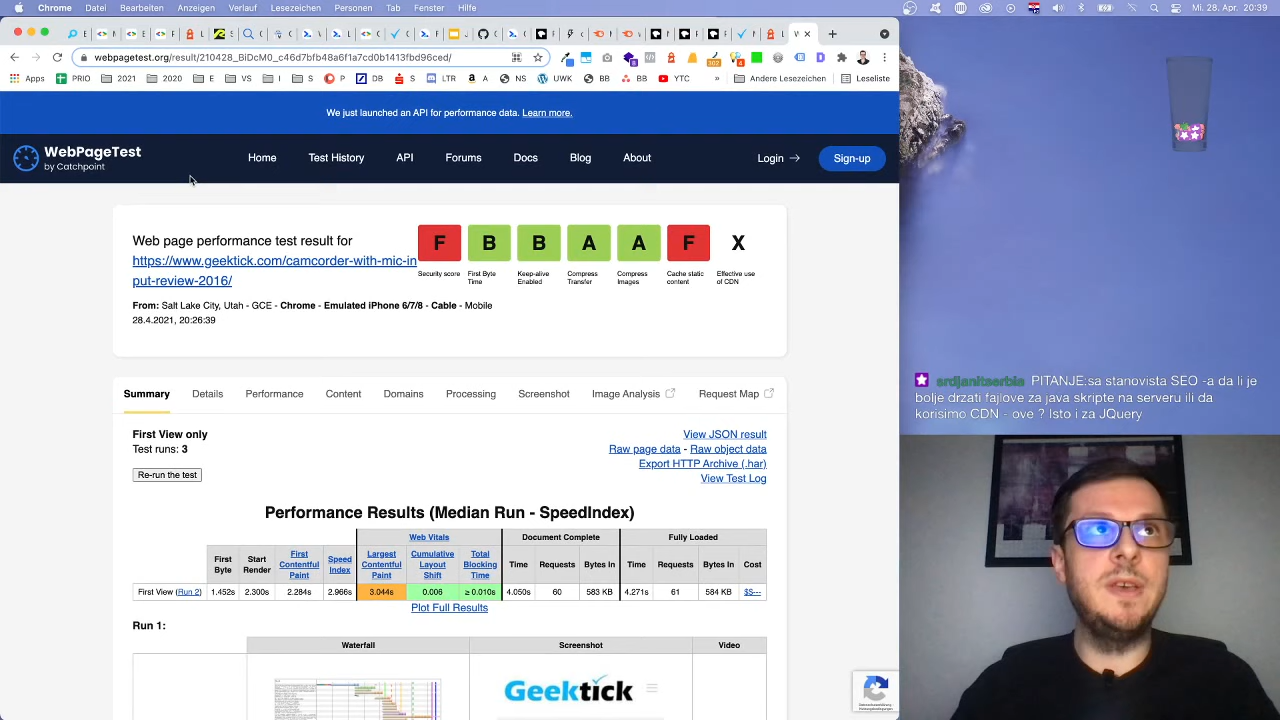 Chrome Datei Bearbeiten Anzeigen Verlauf Lesezeichen Personen Tab Fenster Hilfe
Mi. 28. Apr. 20:39
webpagetest.org/result/210428_BiDcM0_c46d7bfb48a6f1a7cd0b1413fbd96ced/
Apps PRIO 2021 2020 E VS I S P DB S LTR A NS UWK BB BB YTC » Andere Lesezeichen Leseliste
We just launched an API for performance data. Learn more.
WebPageTest
by Catchpoint
Home Test History API Forums Docs Blog About Login Sign-up
Web page performance test result for
https://www.geektick.com/camcorder-with-mic-in
put-review-2016/
From: Salt Lake City, Utah - GCE - Chrome - Emulated iPhone 6/7/8 - Cable - Mobile
28.4.2021, 20:26:39
F B B A A F X
Security score First Byte Time Keep-alive Enabled Compress Transfer Compress Images Cache static content Effective use of CDN
Summary Details Performance Content Domains Processing Screenshot Image Analysis Request Map
First View only
Test runs: 3
Re-run the test
View JSON result
Raw page data - Raw object data
Export HTTP Archive (.har)
View Test Log
Performance Results (Median Run - SpeedIndex)
Web Vitals Document Complete Fully Loaded
First Byte Start Render First Contentful Paint Speed Index Largest Contentful Paint Cumulative Layout Shift Total Blocking Time Time Requests Bytes In Time Requests Bytes In Cost
First View (Run 2) 1.452s 2.300s 2.284s 2.966s 3.044s 0.006 ≥ 0.010s 4.050s 60 583 KB 4.271s 61 584 KB $$---
Plot Full Results
Run 1:
Waterfall Screenshot Video
Geektick
srdjanitserbia PITANJE.sa stanovista SEO -a da li je
bolje drzati fajlove za java skripte na serveru ili da
korisimo CDN - ove ? Isto i za JQuery